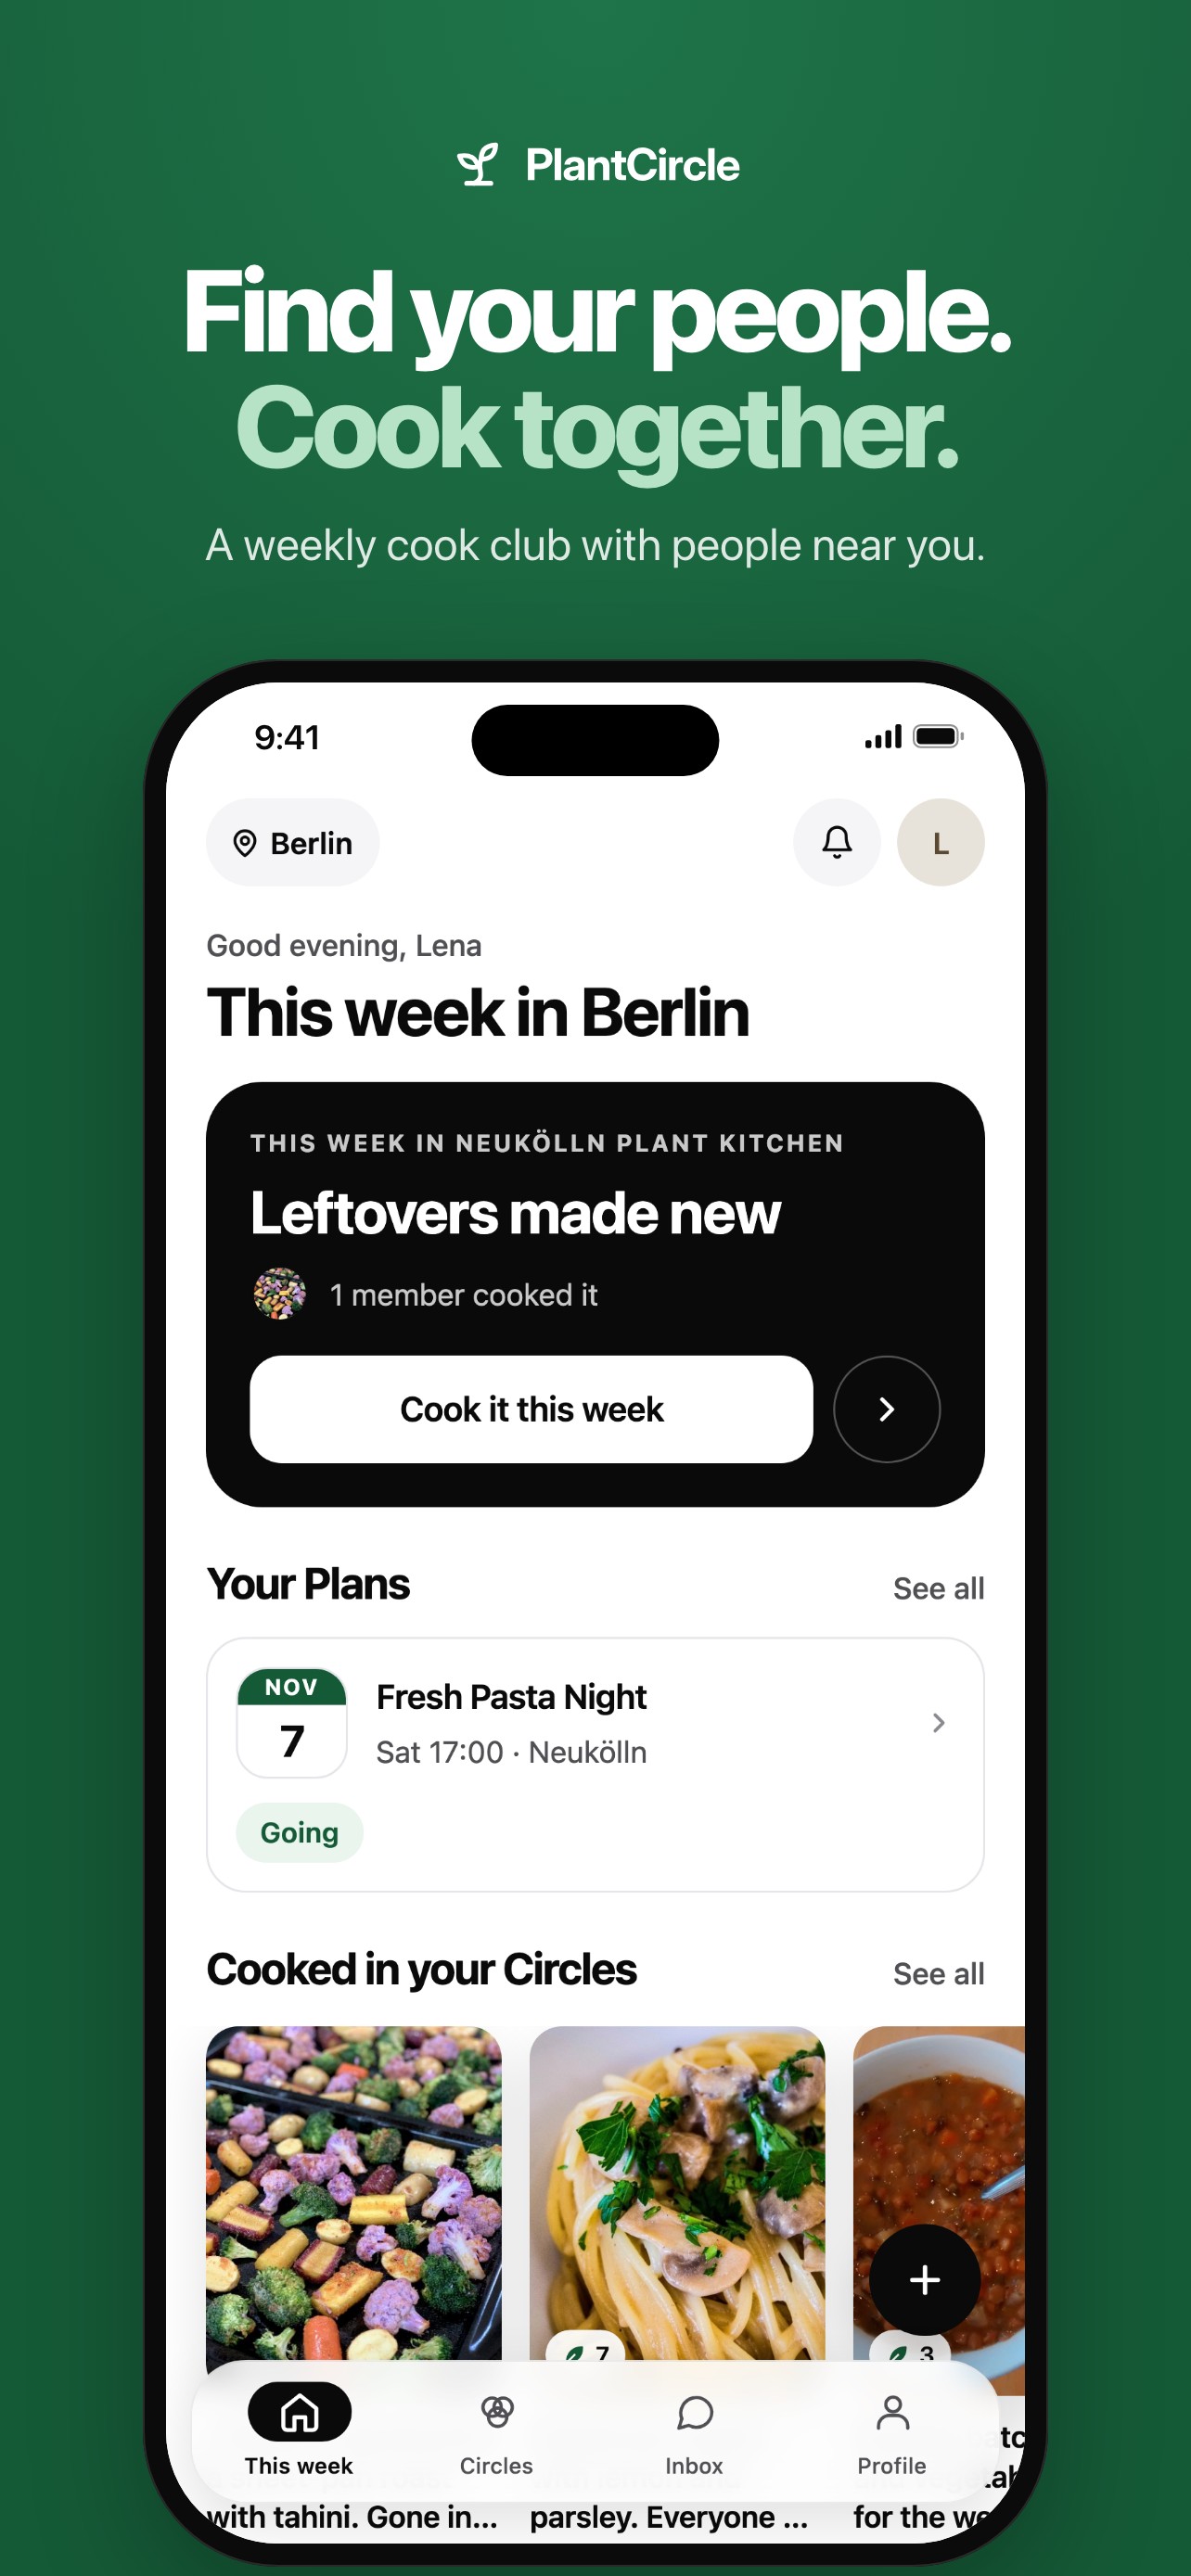 PlantCircle
Find your people.
Cook together.
A weekly cook club with people near you.
9:41
Berlin
L
Good evening, Lena
This week in Berlin
THIS WEEK IN NEUKÖLLN PLANT KITCHEN
Leftovers made new
1 member cooked it
Cook it this week
Your Plans
See all
NOV
7
Fresh Pasta Night
Sat 17:00 · Neukölln
Going
Cooked in your Circles
See all
7
3
This week
Circles
Inbox
Profile
with tahini. Gone in...
parsley. Everyone ...
for the we